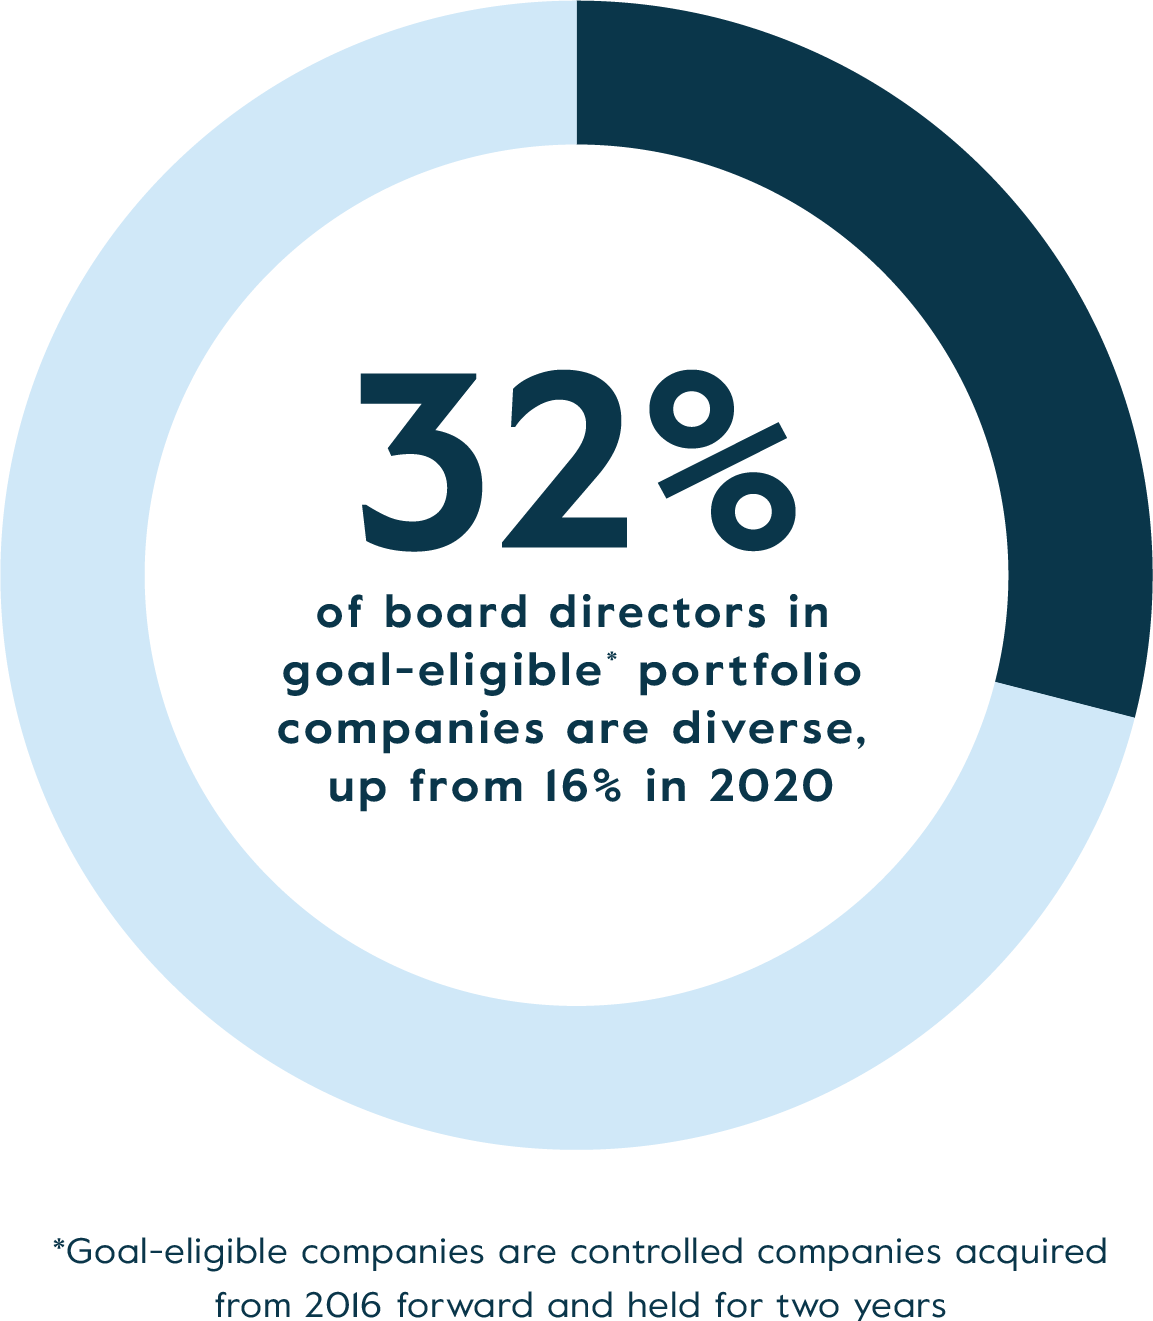 32%
of board directors in
goal-eligible* portfolio
companies are diverse,
up from 16% in 2020
*Goal-eligible companies are controlled companies acquired
from 2016 forward and held for two years